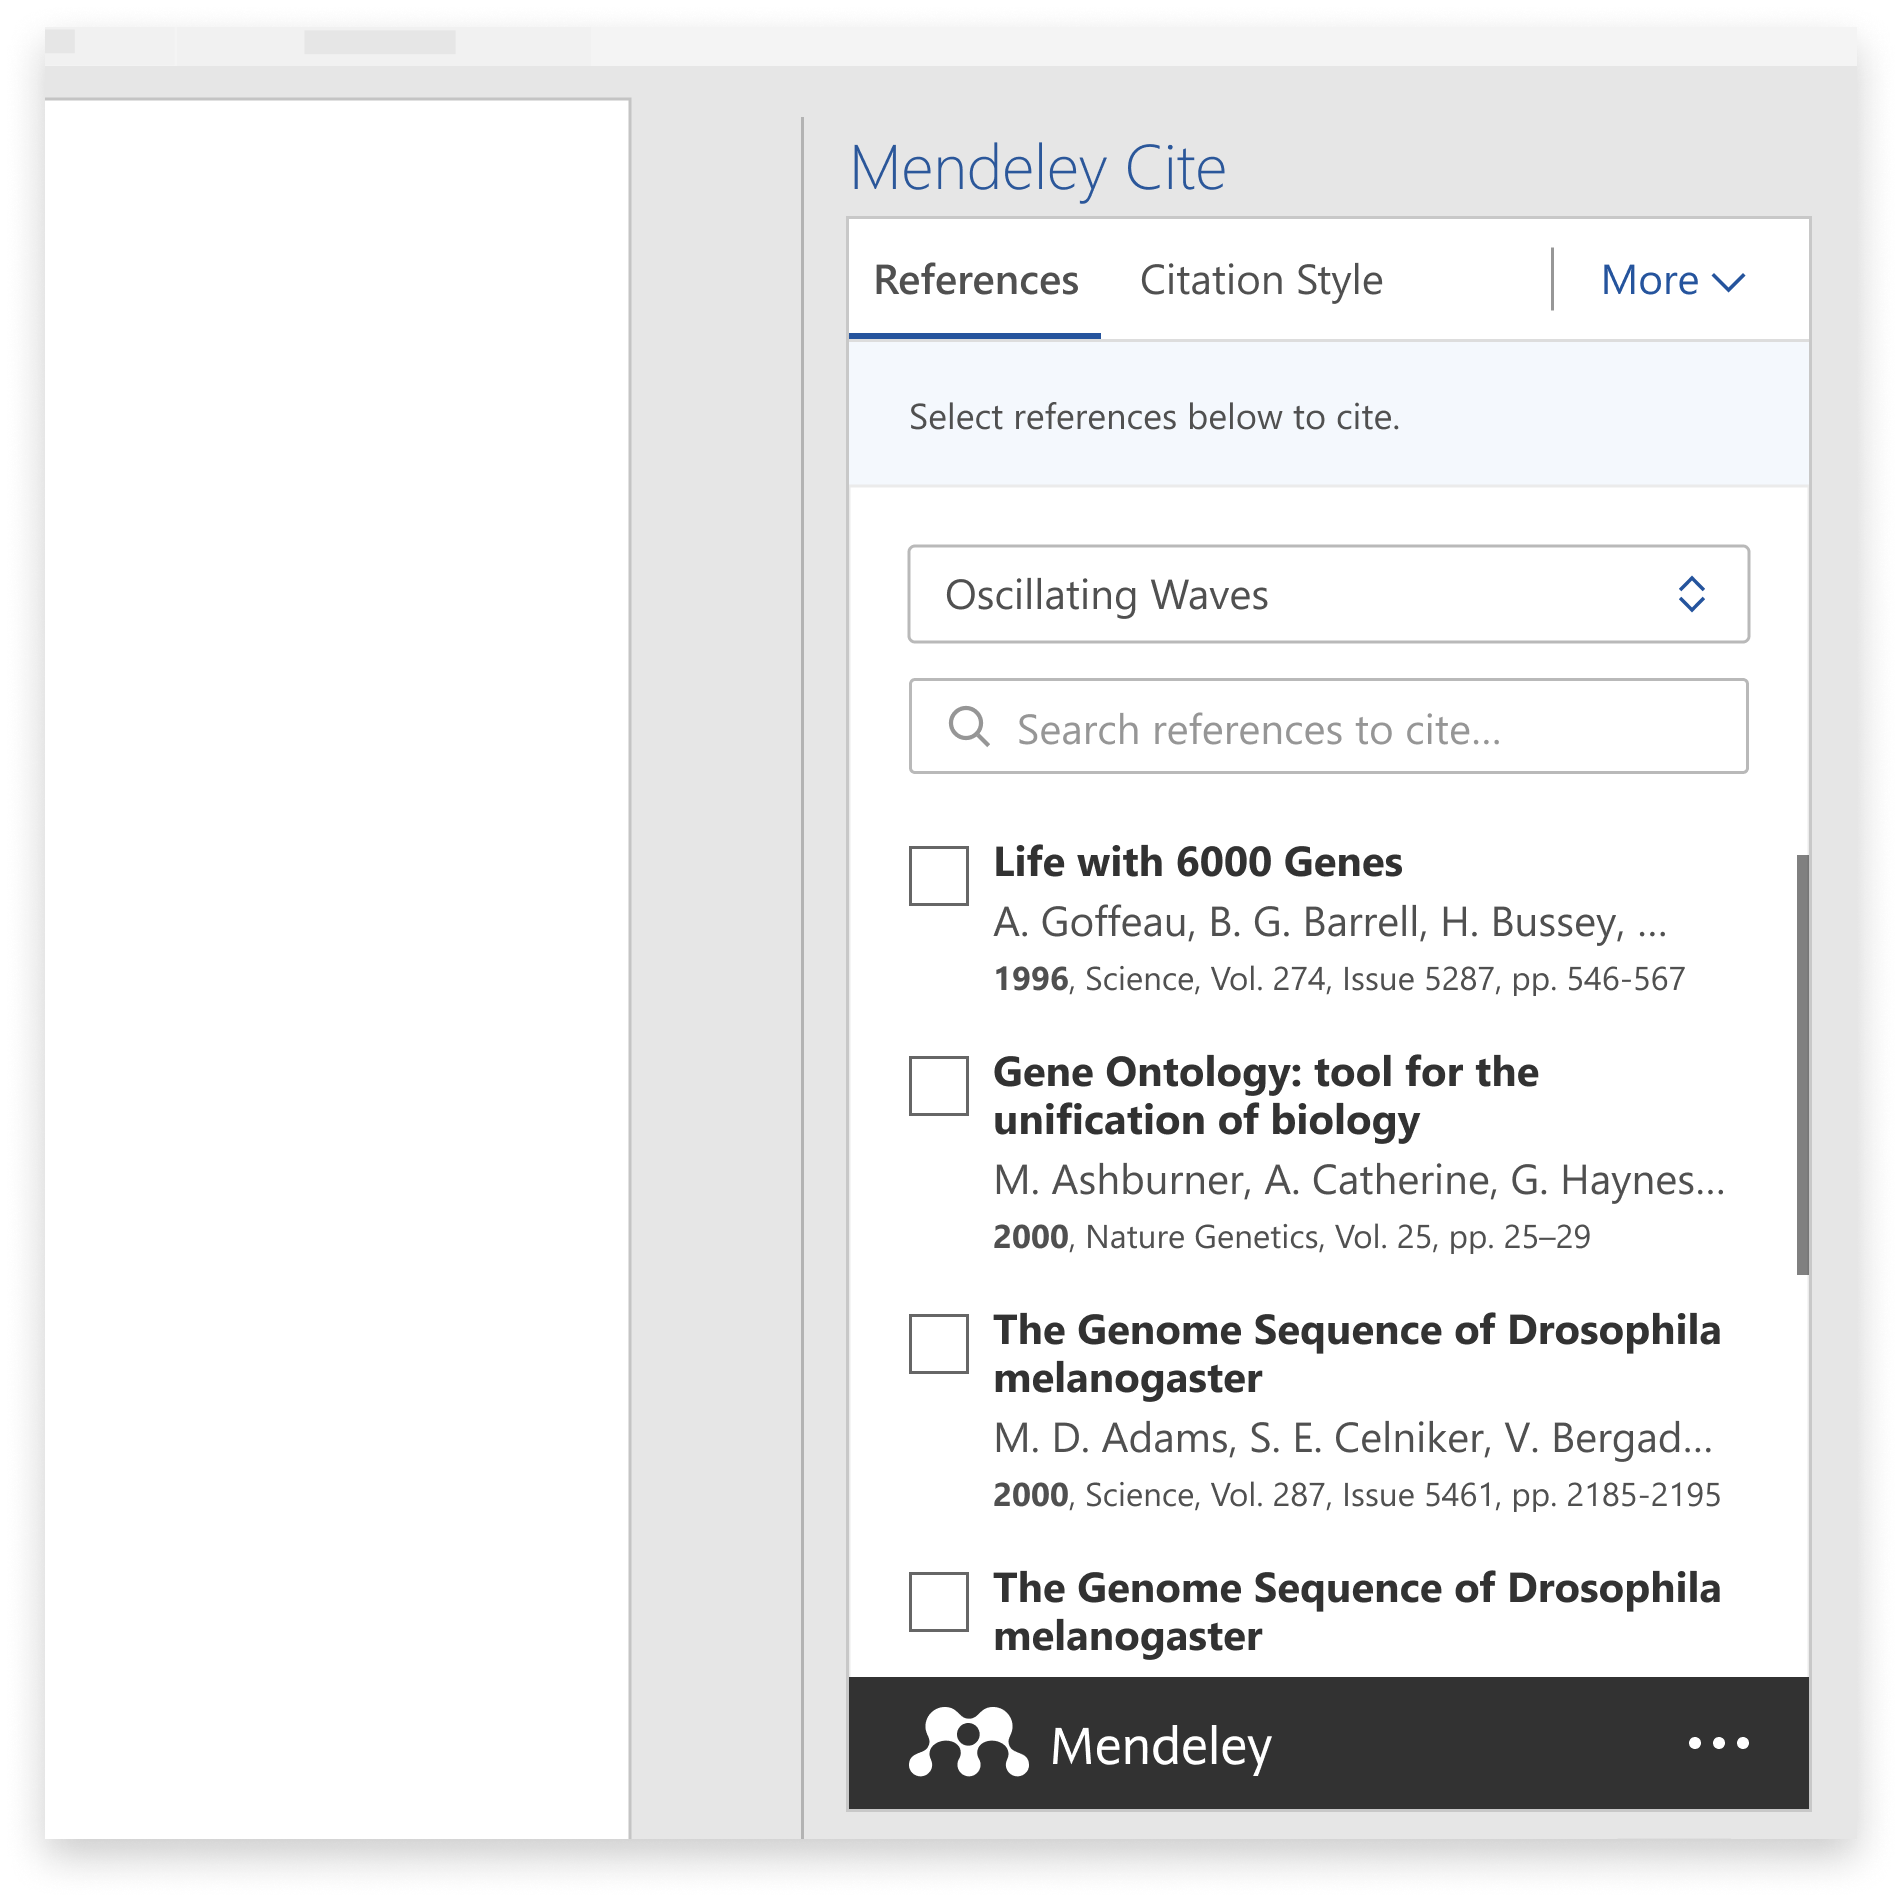 Mendeley Cite
References Citation Style More
Select references below to cite.
Oscillating Waves
Search references to cite...
Life with 6000 Genes
A. Goffeau, B. G. Barrell, H. Bussey, ...
1996, Science, Vol. 274, Issue 5287, pp. 546-567
Gene Ontology: tool for the
unification of biology
M. Ashburner, A. Catherine, G. Haynes...
2000, Nature Genetics, Vol. 25, pp. 25–29
The Genome Sequence of Drosophila
melanogaster
M. D. Adams, S. E. Celniker, V. Bergad...
2000, Science, Vol. 287, Issue 5461, pp. 2185-2195
The Genome Sequence of Drosophila
melanogaster
Mendeley